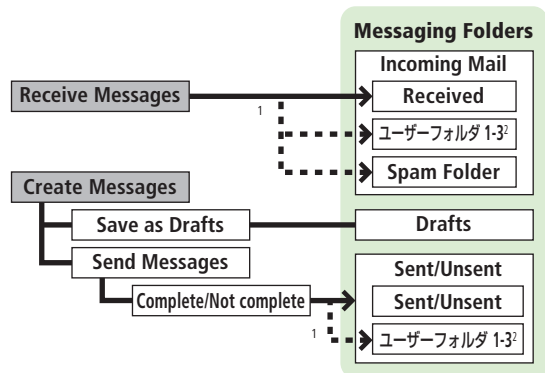 Messaging Folders
Incoming Mail
Receive Messages
1
Received
ユーザーフォルダ 1-3²
Spam Folder
Create Messages
Save as Drafts
Drafts
Send Messages
Sent/Unsent
Complete/Not complete
Sent/Unsent
1
ユーザーフォルダ 1-3²